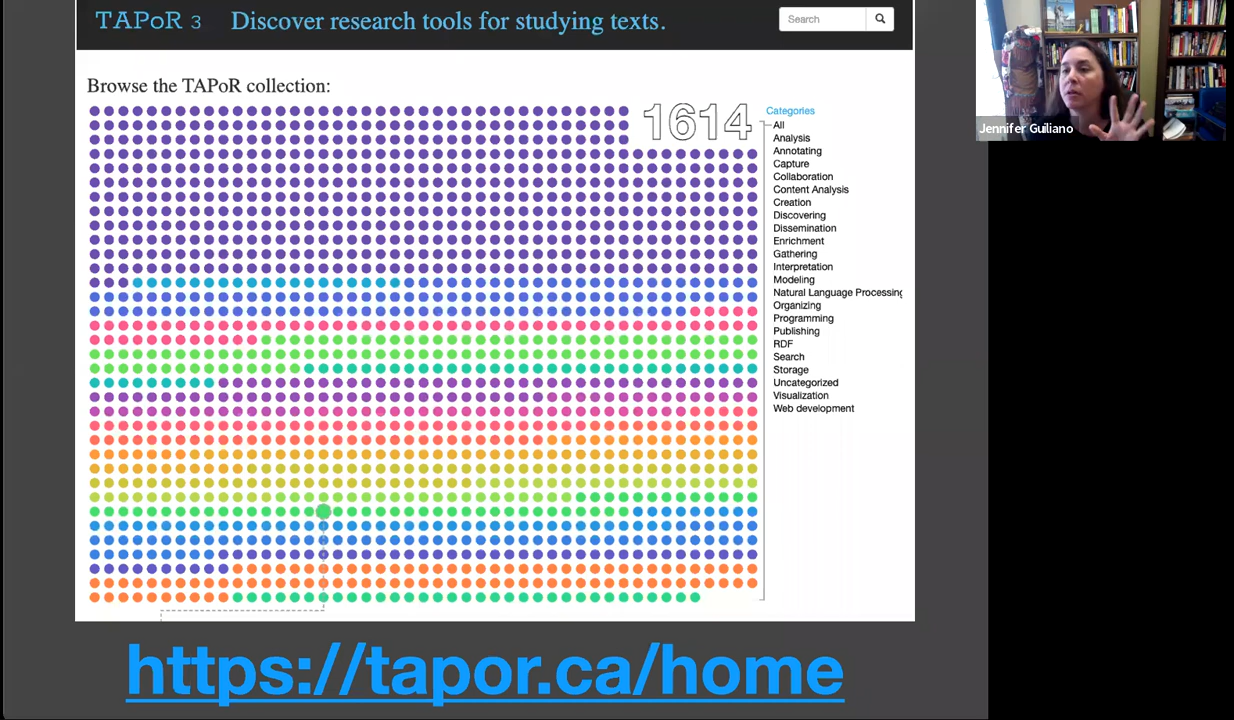 TAPoR 3 Discover research tools for studying texts.
Search
Browse the TAPoR collection:
1614
Categories
All
Analysis
Annotating
Capture
Collaboration
Content Analysis
Creation
Discovering
Dissemination
Enrichment
Gathering
Interpretation
Modeling
Natural Language Processing
Organizing
Programming
Publishing
RDF
Search
Storage
Uncategorized
Visualization
Web development
https://tapor.ca/home
Jennifer Guiliano